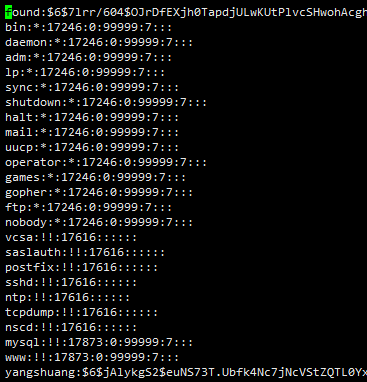 found:$6$7lrr/604$OJrDfEXjh0TapdjULwKUtPlvcSHwohAcgh
bin:*:17246:0:99999:7:::
daemon:*:17246:0:99999:7:::
adm:*:17246:0:99999:7:::
lp:*:17246:0:99999:7:::
sync:*:17246:0:99999:7:::
shutdown:*:17246:0:99999:7:::
halt:*:17246:0:99999:7:::
mail:*:17246:0:99999:7:::
uucp:*:17246:0:99999:7:::
operator:*:17246:0:99999:7:::
games:*:17246:0:99999:7:::
gopher:*:17246:0:99999:7:::
ftp:*:17246:0:99999:7:::
nobody:*:17246:0:99999:7:::
vcsa:!!:17616::::::
saslauth:!!:17616::::::
postfix:!!:17616::::::
sshd:!!:17616::::::
ntp:!!:17616::::::
tcpdump:!!:17616::::::
nscd:!!:17616::::::
mysql:!!:17873:0:99999:7:::
www:!!:17873:0:99999:7:::
yangshuang:$6$jAlykgS2$euNS73T.Ubfk4Nc7jNcVStZQTL0Yx